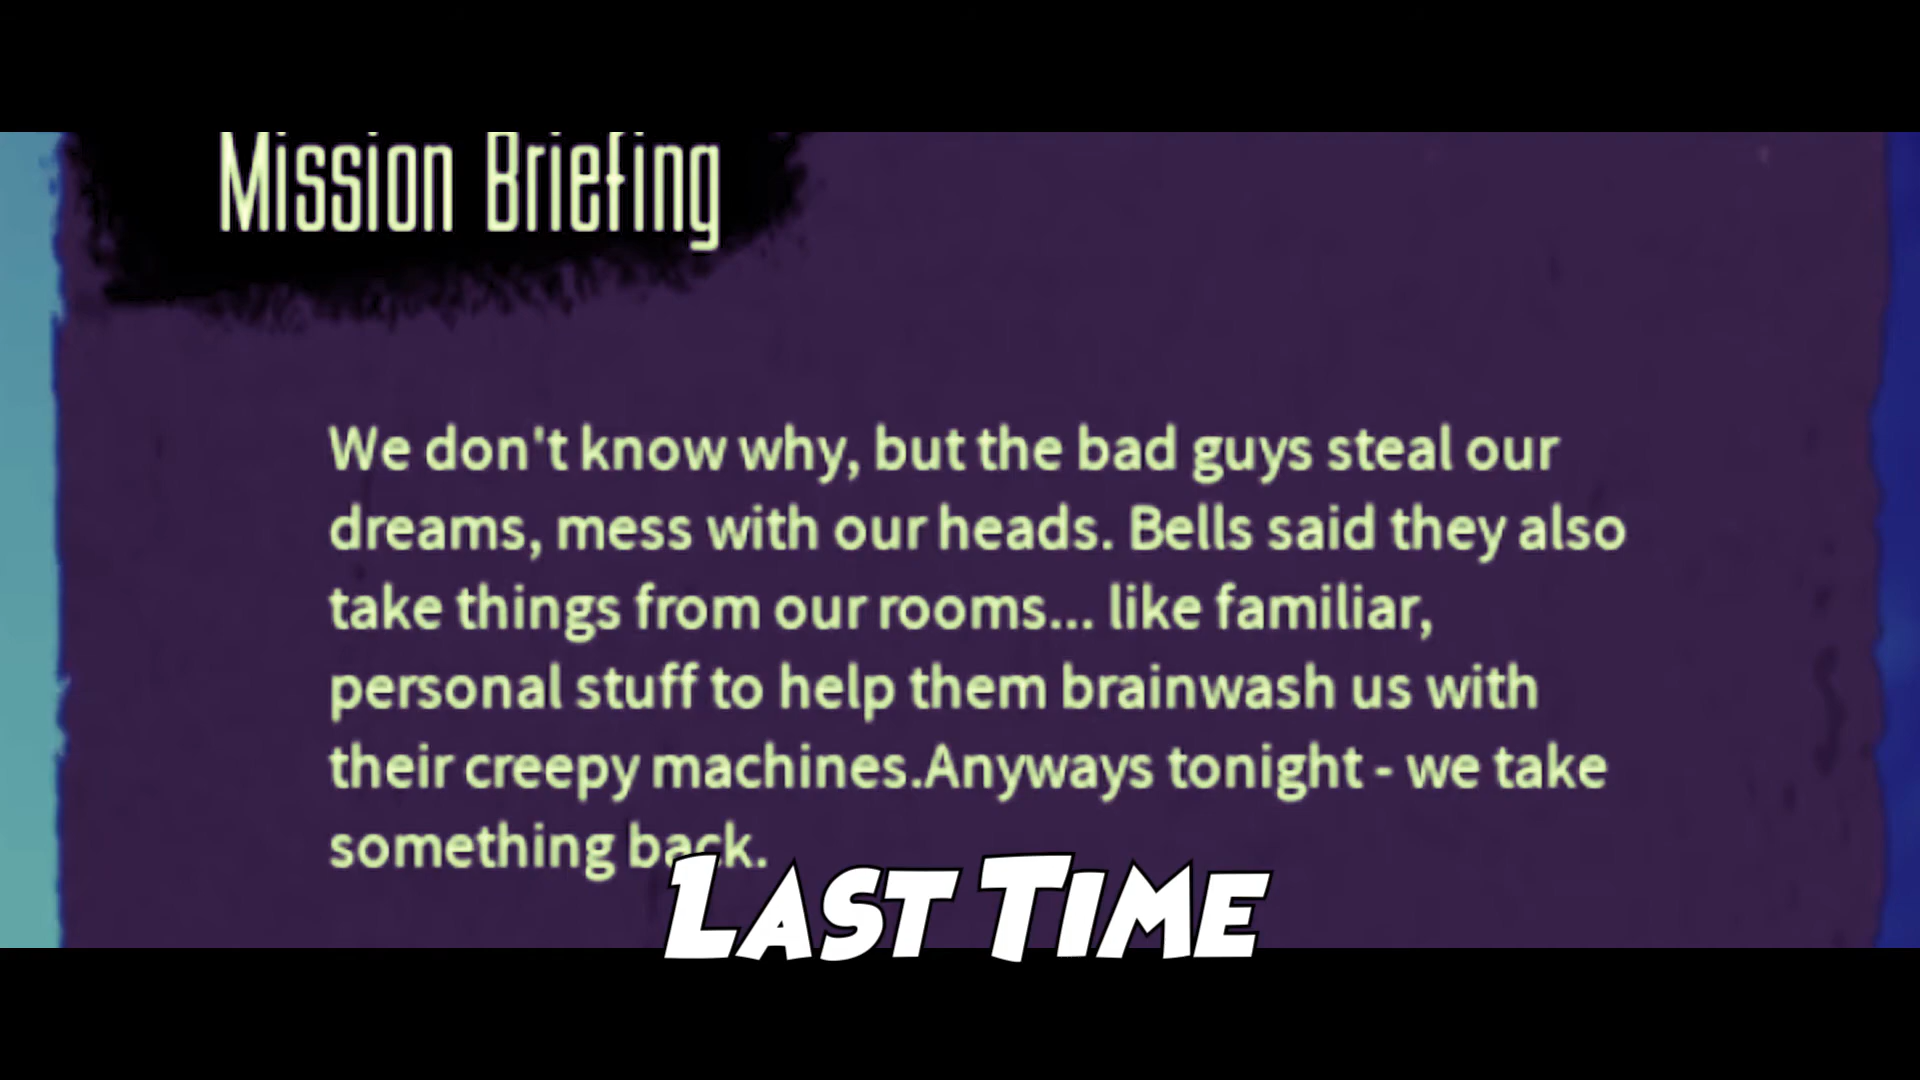 Mission Briefing
We don't know why, but the bad guys steal our
dreams, mess with our heads. Bells said they also
take things from our rooms... like familiar,
personal stuff to help them brainwash us with
their creepy machines.Anyways tonight - we take
something back.
LAST TIME